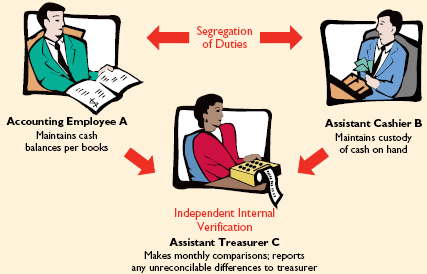 Segregation
of Duties
Accounting Employee A
Maintains cash
balances per books
Assistant Cashier B
Maintains custody
of cash on hand
Independent Internal
Verification
Assistant Treasurer C
Makes monthly comparisons; reports
any unreconcilable differences to treasurer